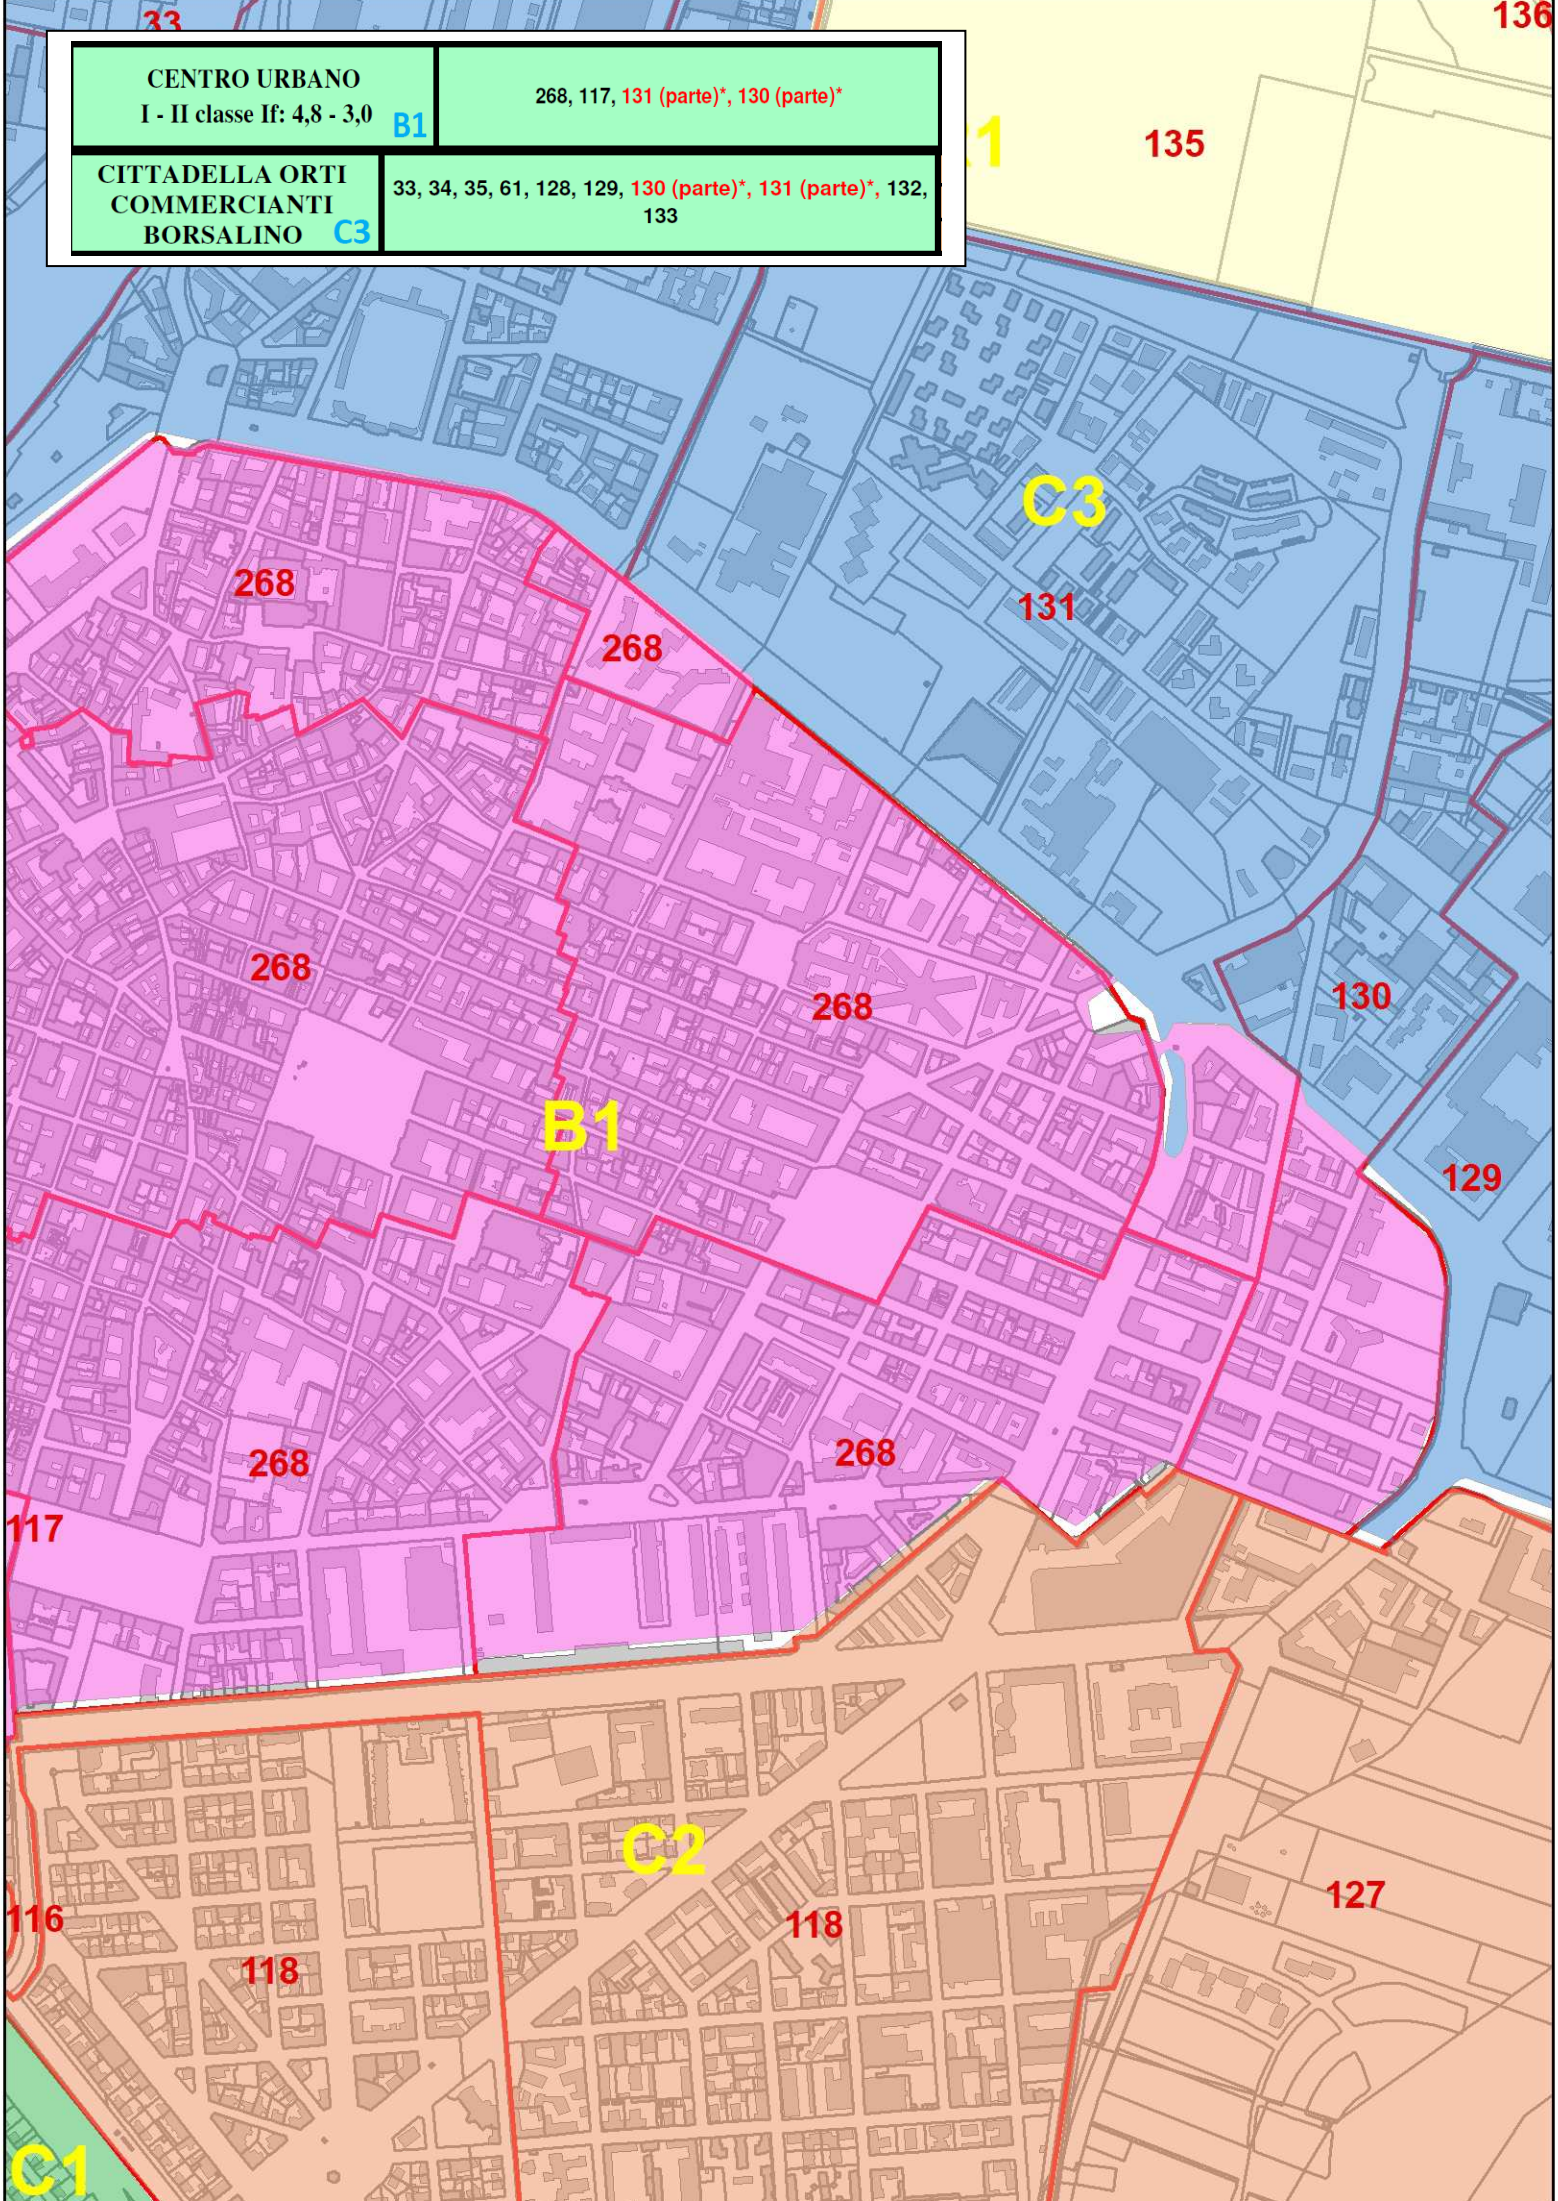 33
136
CENTRO URBANO
I - II classe If: 4,8 - 3,0 B1
268, 117, 131 (parte)*, 130 (parte)*
CITTADELLA ORTI
COMMERCIANTI
BORSALINO C3
33, 34, 35, 61, 128, 129, 130 (parte)*, 131 (parte)*, 132,
133
1
135
C3
268
131
268
268
268
130
B1
129
268
268
117
C2
127
116
118
118
C1